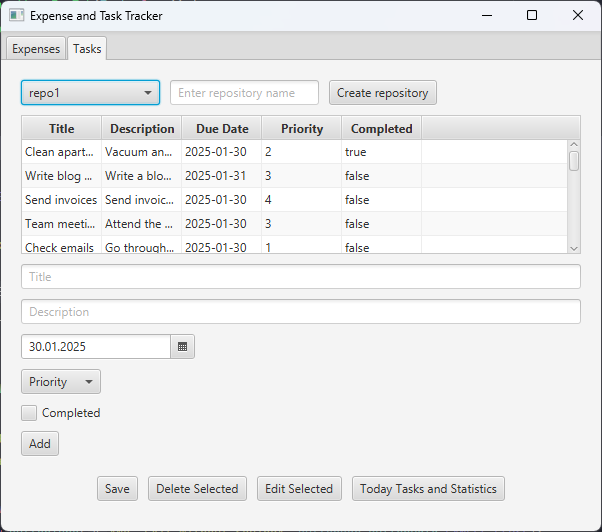 Expense and Task Tracker
Expenses Tasks
repo1 Enter repository name Create repository
Title Description Due Date Priority Completed
Clean apart... Vacuum an... 2025-01-30 2 true
Write blog ... Write a blo... 2025-01-31 3 false
Send invoices Send invoic... 2025-01-30 4 false
Team meeti... Attend the ... 2025-01-30 3 false
Check emails Go through... 2025-01-30 1 false
Title
Description
30.01.2025
Priority
Completed
Add
Save Delete Selected Edit Selected Today Tasks and Statistics